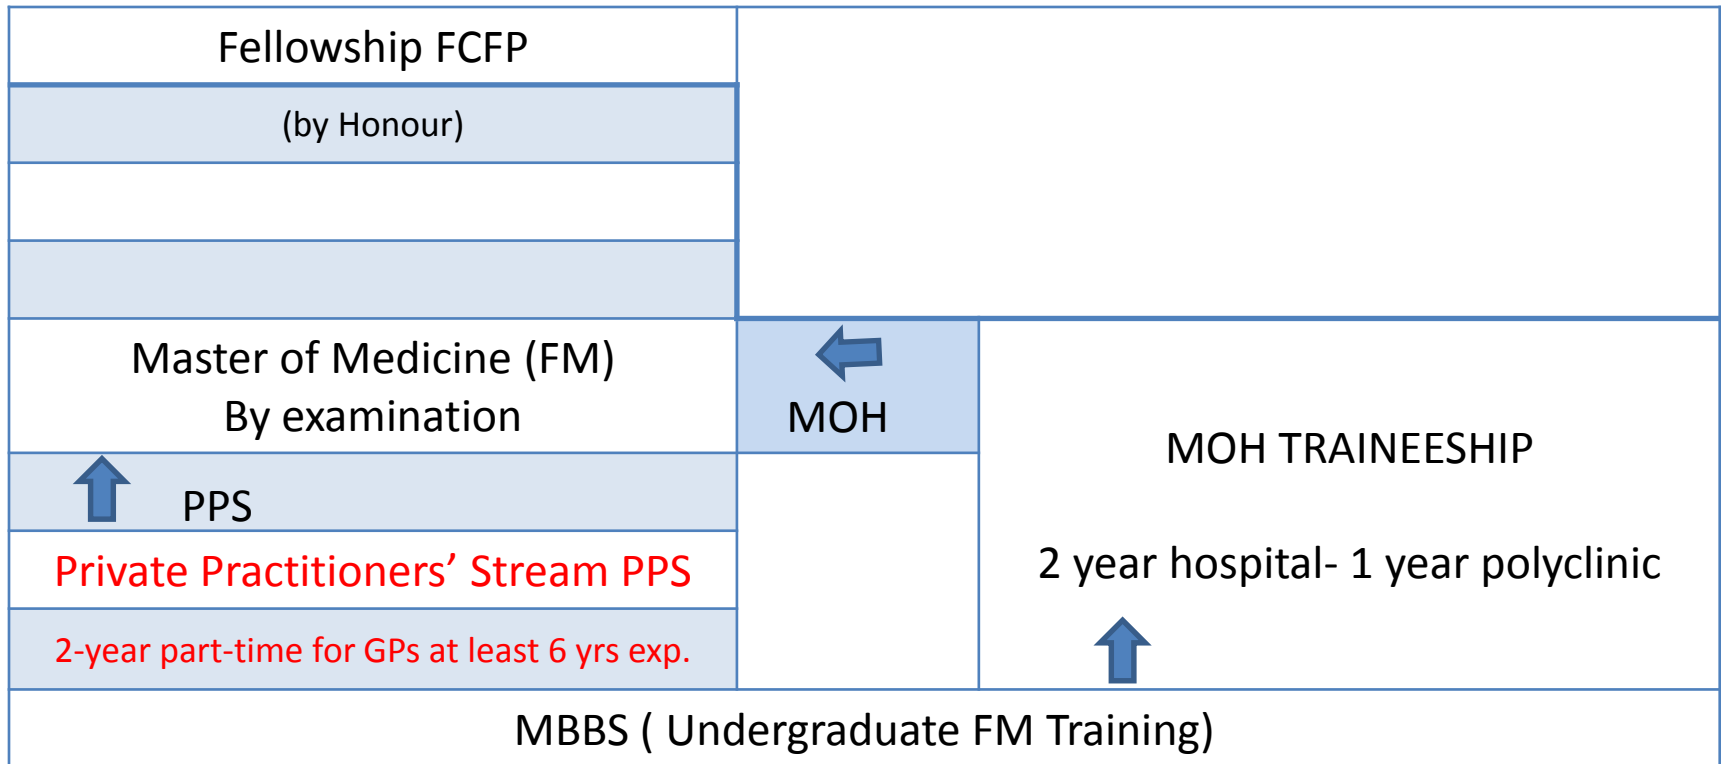 Fellowship FCFP
(by Honour)
Master of Medicine (FM)
By examination
MOH
PPS
Private Practitioners’ Stream PPS
2-year part-time for GPs at least 6 yrs exp.
MOH TRAINEESHIP
2 year hospital- 1 year polyclinic
MBBS ( Undergraduate FM Training)